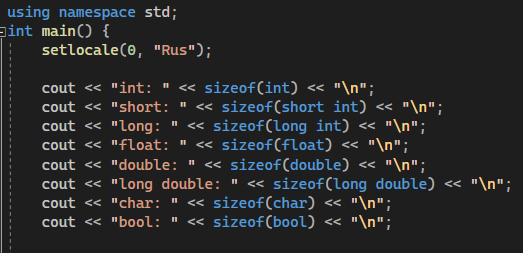 using namespace std;
int main() {
setlocale(0, "Rus");
cout << "int: " << sizeof(int) << "\n";
cout << "short: " << sizeof(short int) << "\n";
cout << "long: " << sizeof(long int) << "\n";
cout << "float: " << sizeof(float) << "\n";
cout << "double: " << sizeof(double) << "\n";
cout << "long double: " << sizeof(long double) << "\n";
cout << "char: " << sizeof(char) << "\n";
cout << "bool: " << sizeof(bool) << "\n";